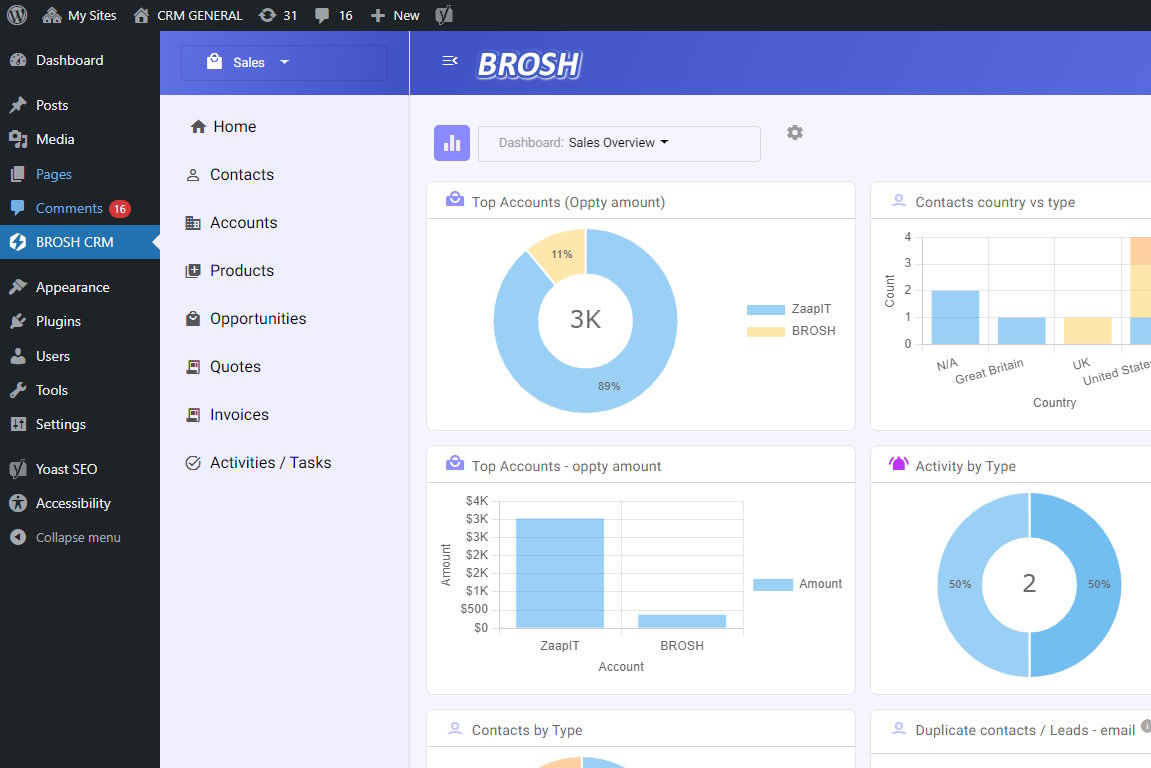 My Sites CRM GENERAL 31 16 New
Dashboard
Posts
Media
Pages
Comments 16
BROSH CRM
Appearance
Plugins
Users
Tools
Settings
Yoast SEO
Accessibility
Collapse menu
Sales
Home
Contacts
Accounts
Products
Opportunities
Quotes
Invoices
Activities / Tasks
BROSH
Dashboard: Sales Overview
Top Accounts (Oppty amount)
11%
3K
89%
ZaapIT
BROSH
Contacts country vs type
4
3
2
1
0
Count
N/A
Great Britain
UK
United States
Country
Top Accounts - oppty amount
$4K
$3K
$3K
$2K
$2K
$1K
$500
$0
Amount
ZaapIT
BROSH
Account
Amount
Activity by Type
50%
2
50%
Contacts by Type
Duplicate contacts / Leads - email